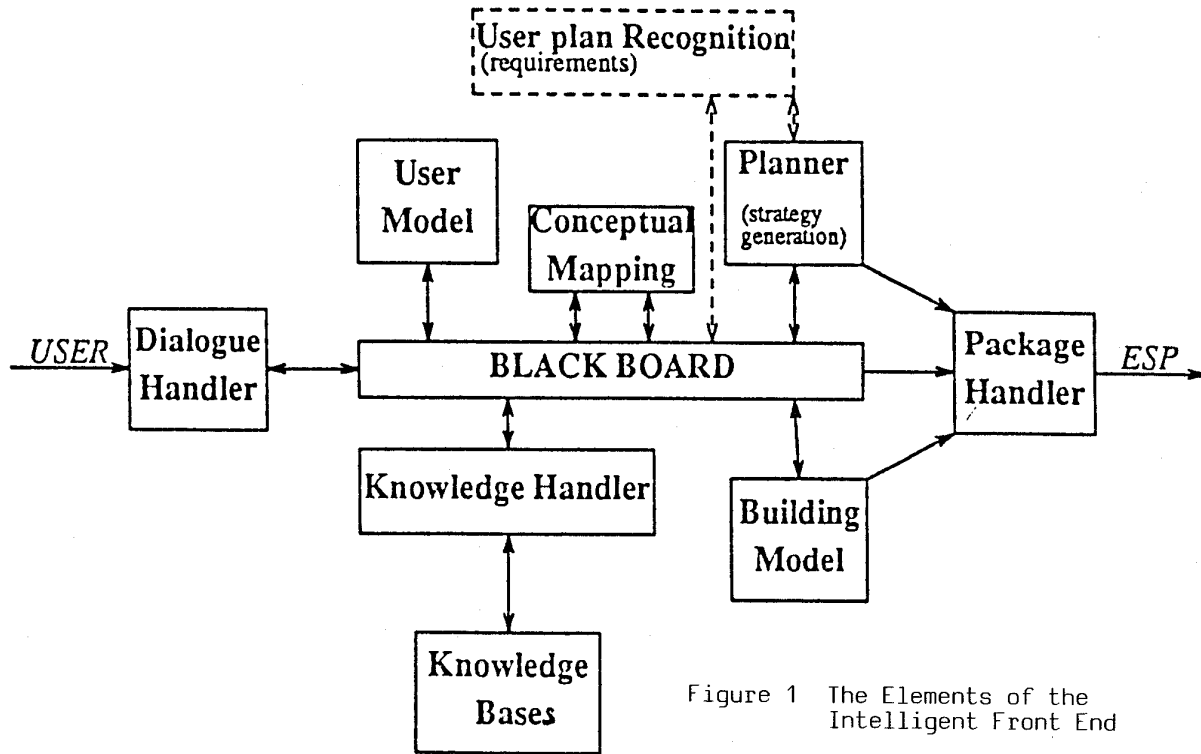 User plan Recognition
(requirements)
User
Model
Conceptual
Mapping
Planner
(strategy
generation)
USER
Dialogue
Handler
BLACK BOARD
Package
Handler
ESP
Knowledge Handler
Building
Model
Knowledge
Bases
Figure 1 The Elements of the
Intelligent Front End